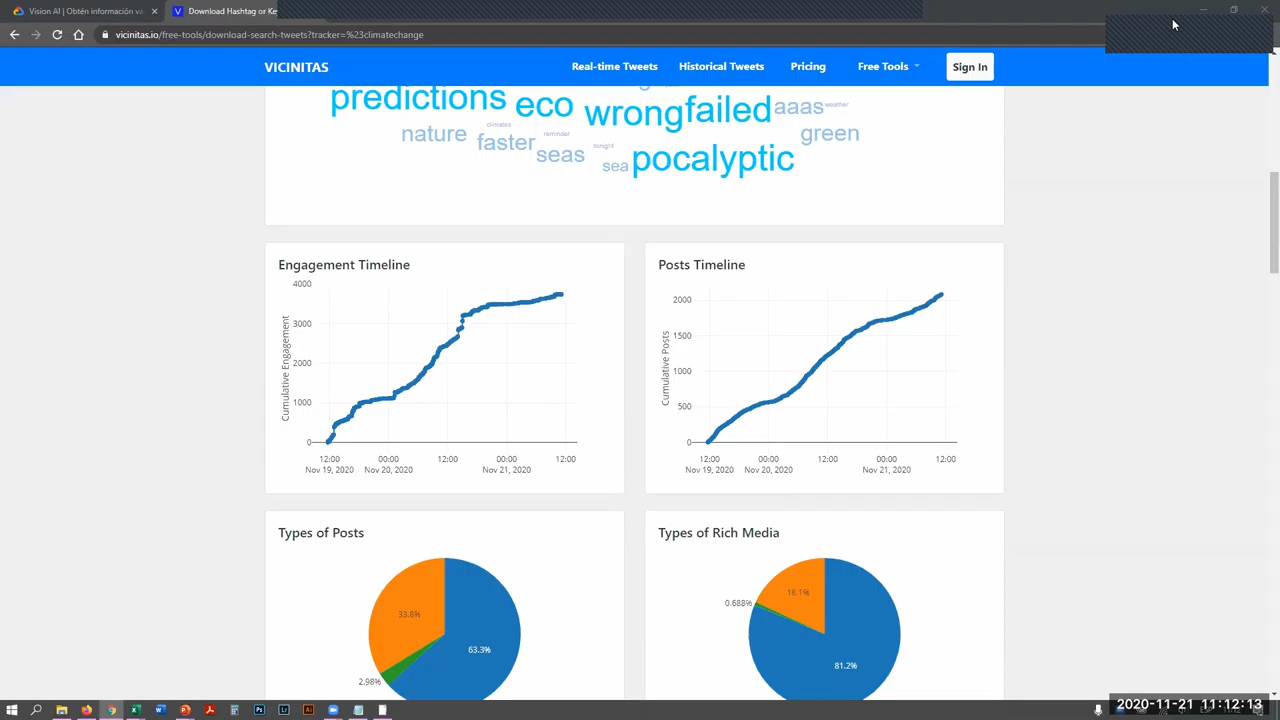 Vision AI | Obtén información va
Download Hashtag or Ke
vicinitas.io/free-tools/download-search-tweets?tracker=%23climatechange
VICINITAS
Real-time Tweets
Historical Tweets
Pricing
Free Tools
Sign In
predictions eco wrong failed aaas weather
nature climates faster reminder seas tonight sea pocalyptic green
Engagement Timeline
Posts Timeline
4000
3000
2000
1000
0
Cumulative Engagement
12:00 00:00 12:00 00:00 12:00
Nov 19, 2020 Nov 20, 2020 Nov 21, 2020
2000
1500
1000
500
0
Cumulative Posts
12:00 00:00 12:00 00:00 12:00
Nov 19, 2020 Nov 20, 2020 Nov 21, 2020
Types of Posts
Types of Rich Media
33.8%
63.3%
2.98%
18.1%
0.688%
81.2%
2020-11-21 11:12:13